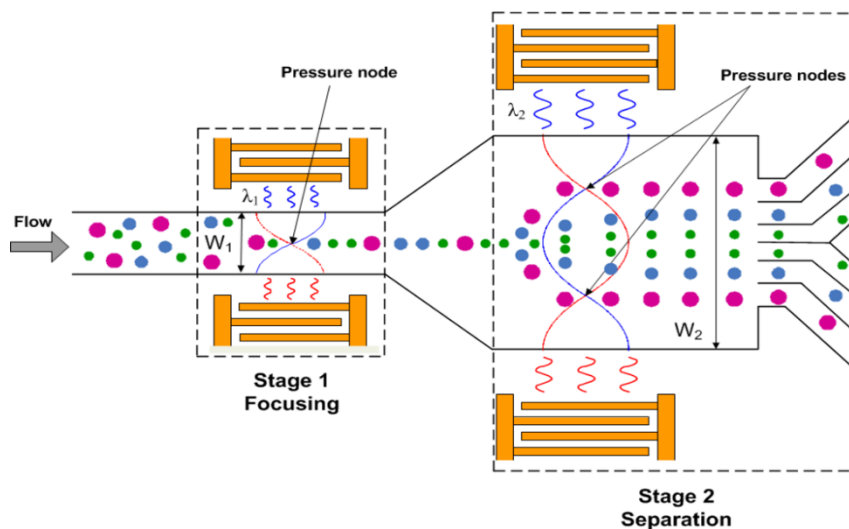 Pressure node
Pressure nodes
λ2
λ1
Flow
W1
W2
Stage 1
Focusing
Stage 2
Separation